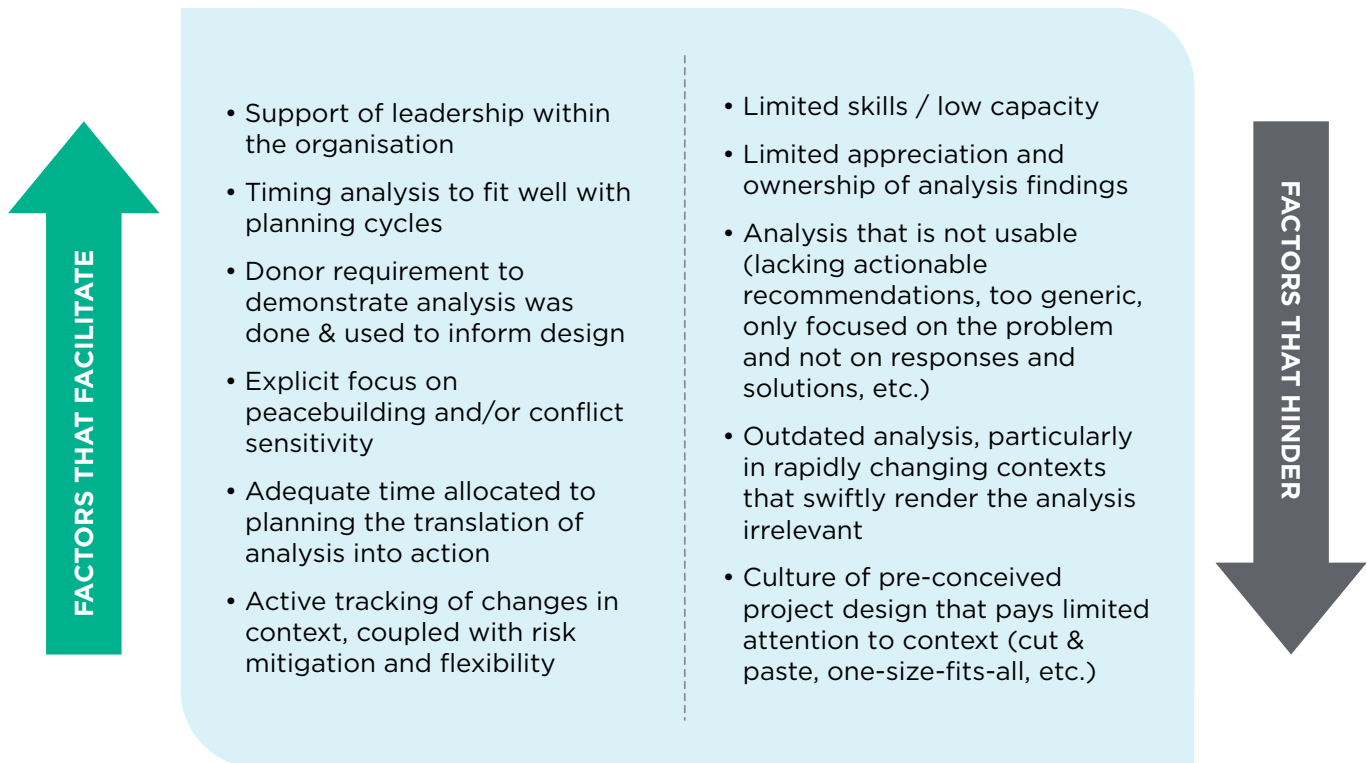 FACTORS THAT FACILITATE
• Support of leadership within
the organisation
• Timing analysis to fit well with
planning cycles
• Donor requirement to
demonstrate analysis was
done & used to inform design
• Explicit focus on
peacebuilding and/or conflict
sensitivity
• Adequate time allocated to
planning the translation of
analysis into action
• Active tracking of changes in
context, coupled with risk
mitigation and flexibility
• Limited skills / low capacity
• Limited appreciation and
ownership of analysis findings
• Analysis that is not usable
(lacking actionable
recommendations, too generic,
only focused on the problem
and not on responses and
solutions, etc.)
• Outdated analysis, particularly
in rapidly changing contexts
that swiftly render the analysis
irrelevant
• Culture of pre-conceived
project design that pays limited
attention to context (cut &
paste, one-size-fits-all, etc.)
FACTORS THAT HINDER